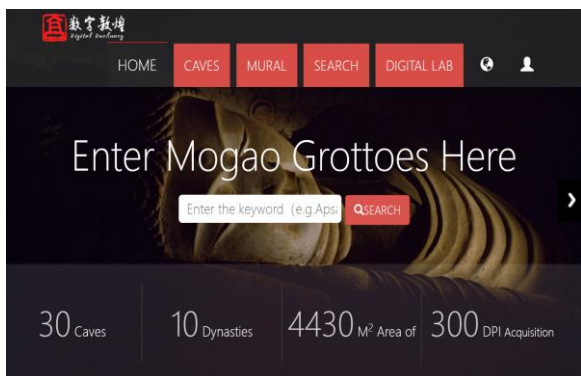 数字敦煌
Digital Dunhuang
HOME CAVES MURAL SEARCH DIGITAL LAB
Enter Mogao Grottoes Here
Enter the keyword (e.g.Aps
SEARCH
30 Caves 10 Dynasties 4430 M² Area of 300 DPI Acquisition